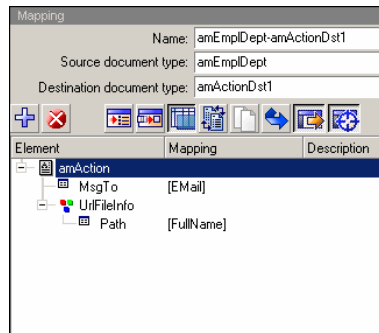 Mapping
Name: amEmplDept-amActionDst1
Source document type: amEmplDept
Destination document type: amActionDst1
Element Mapping Description
amAction
MsgTo [EMail]
UrlFileInfo
Path [FullName]